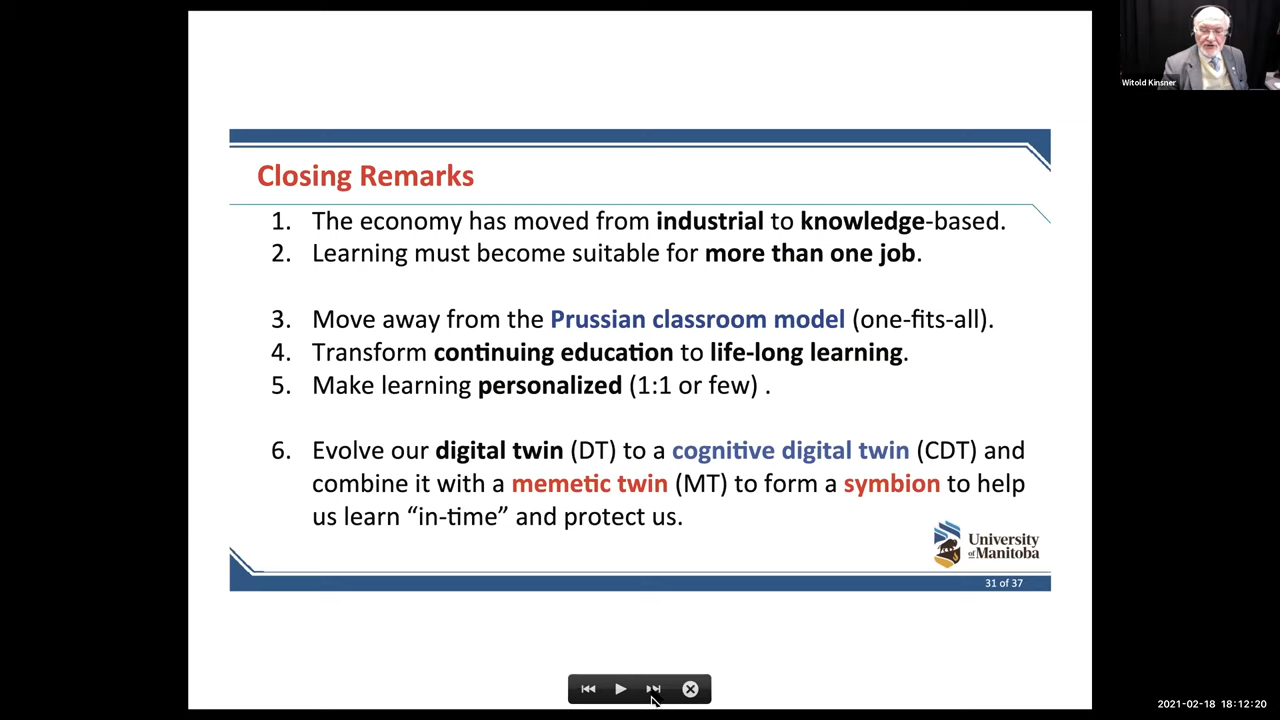 Witold Kinsner
Closing Remarks
1. The economy has moved from industrial to knowledge-based.
2. Learning must become suitable for more than one job.
3. Move away from the Prussian classroom model (one-fits-all).
4. Transform continuing education to life-long learning.
5. Make learning personalized (1:1 or few) .
6. Evolve our digital twin (DT) to a cognitive digital twin (CDT) and
combine it with a memetic twin (MT) to form a symbion to help
us learn “in-time” and protect us.
University
of Manitoba
31 of 37
2021-02-18 18:12:20